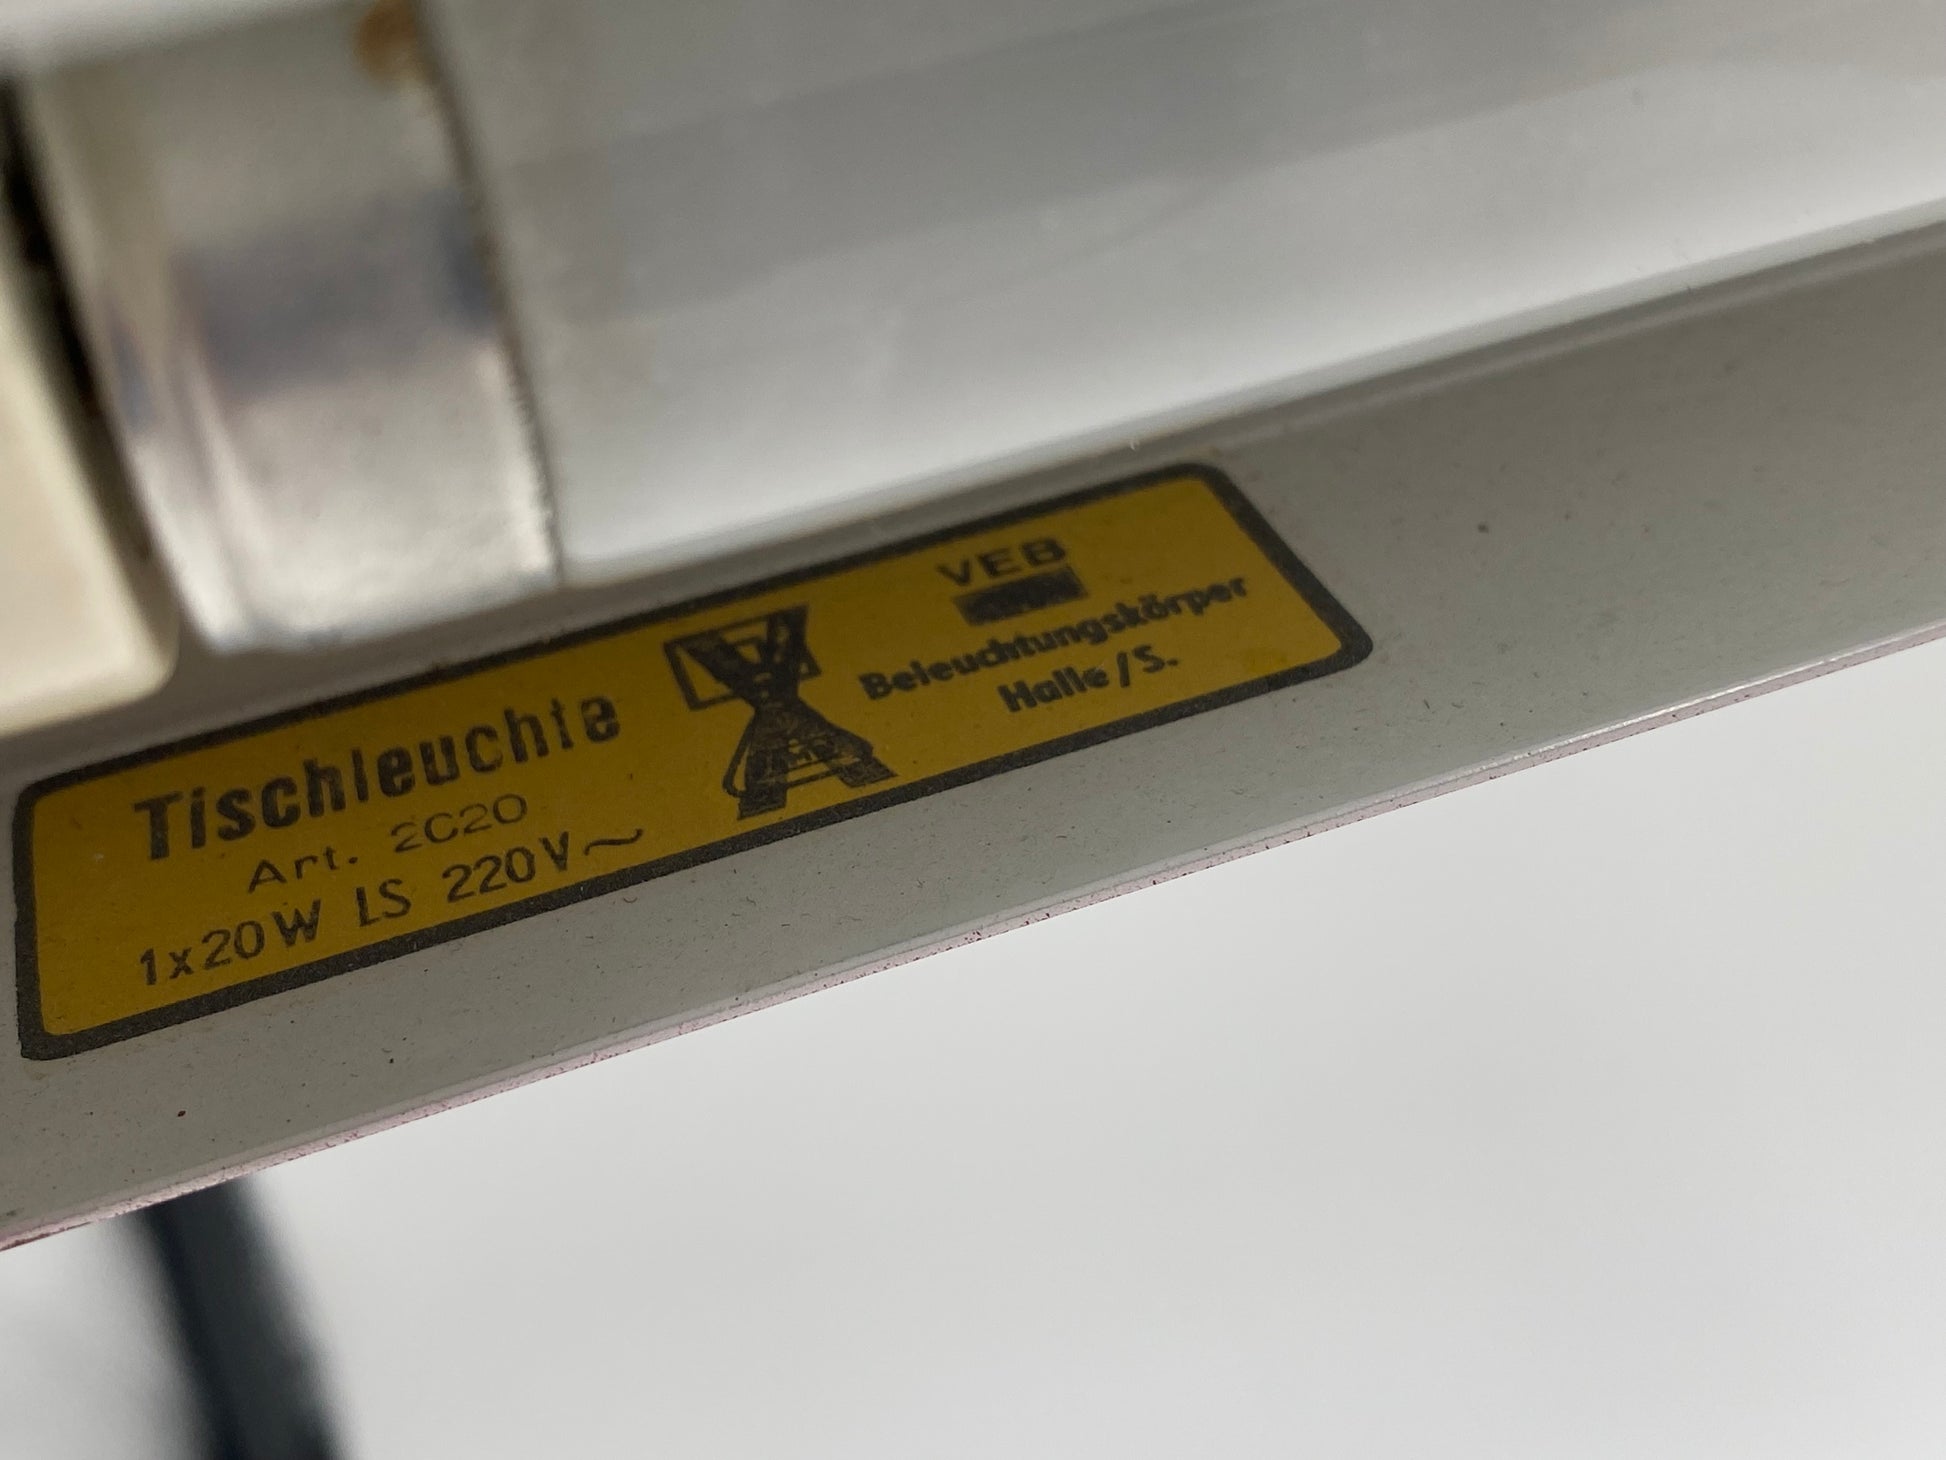 Tischleuchte
Art. 2C20
1x20W LS 220V~
VEB
Beleuchtungskörper
Halle/S.